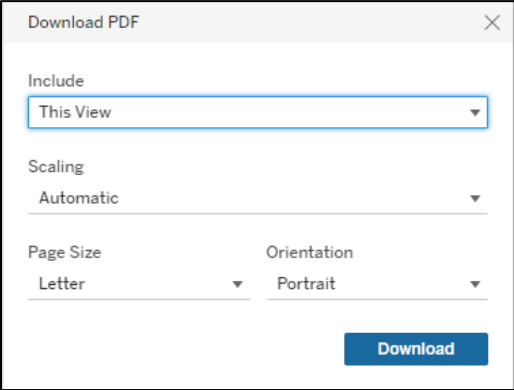 Download PDF
Include
This View
Scaling
Automatic
Page Size Orientation
Letter Portrait
Download